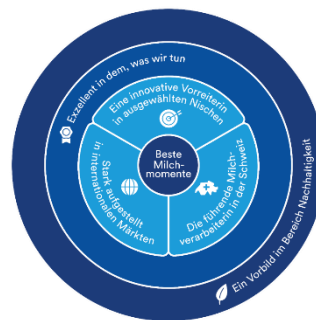 Exzellent in dem, was wir tun
Eine innovative Vorreiterin
in ausgewählten Nischen
Beste
Milch-
momente
Stark aufgestellt
in internationalen Märkten
Die führende Milch-
verarbeiterin in der Schweiz
Ein Vorbild im Bereich Nachhaltigkeit